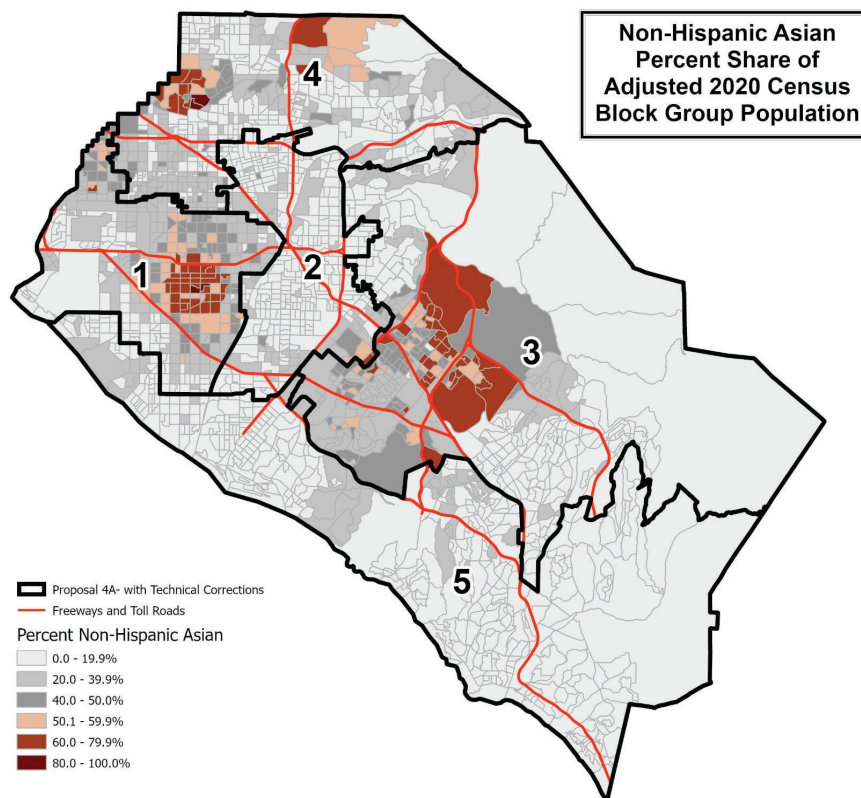 Non-Hispanic Asian
Percent Share of
Adjusted 2020 Census
Block Group Population
4
1
2
3
5
Proposal 4A- with Technical Corrections
Freeways and Toll Roads
Percent Non-Hispanic Asian
0.0 - 19.9%
20.0 - 39.9%
40.0 - 50.0%
50.1 - 59.9%
60.0 - 79.9%
80.0 - 100.0%